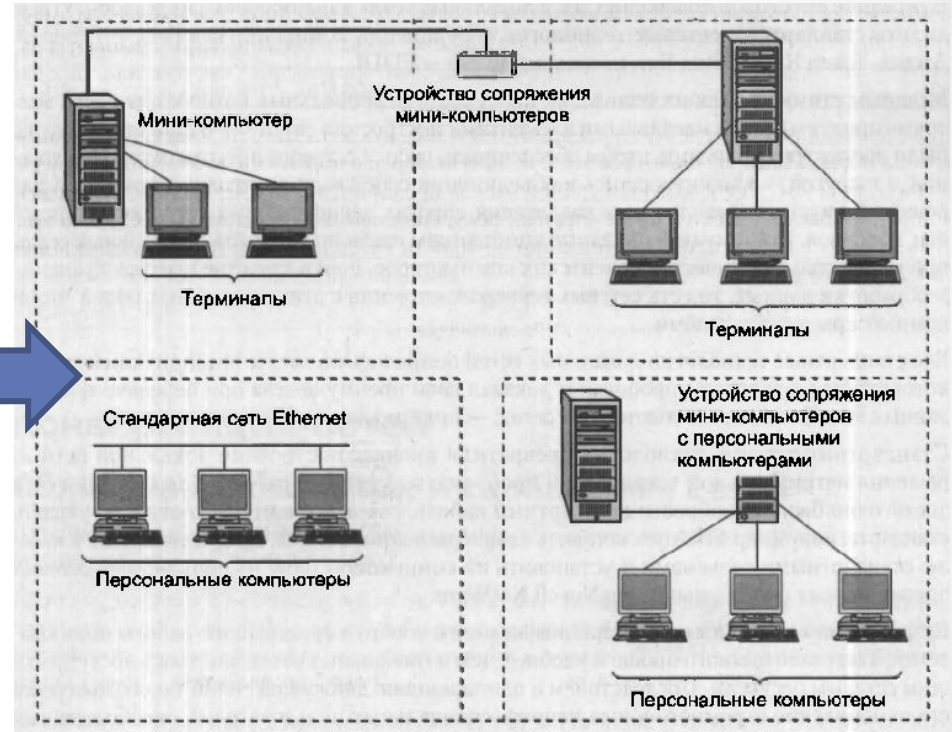 Устройство сопряжения
мини-компьютеров
Мини-компьютер
Терминалы
Терминалы
Стандартная сеть Ethernet
Персональные компьютеры
Устройство сопряжения
мини-компьютеров
с персональными
компьютерами
Персональные компьютеры